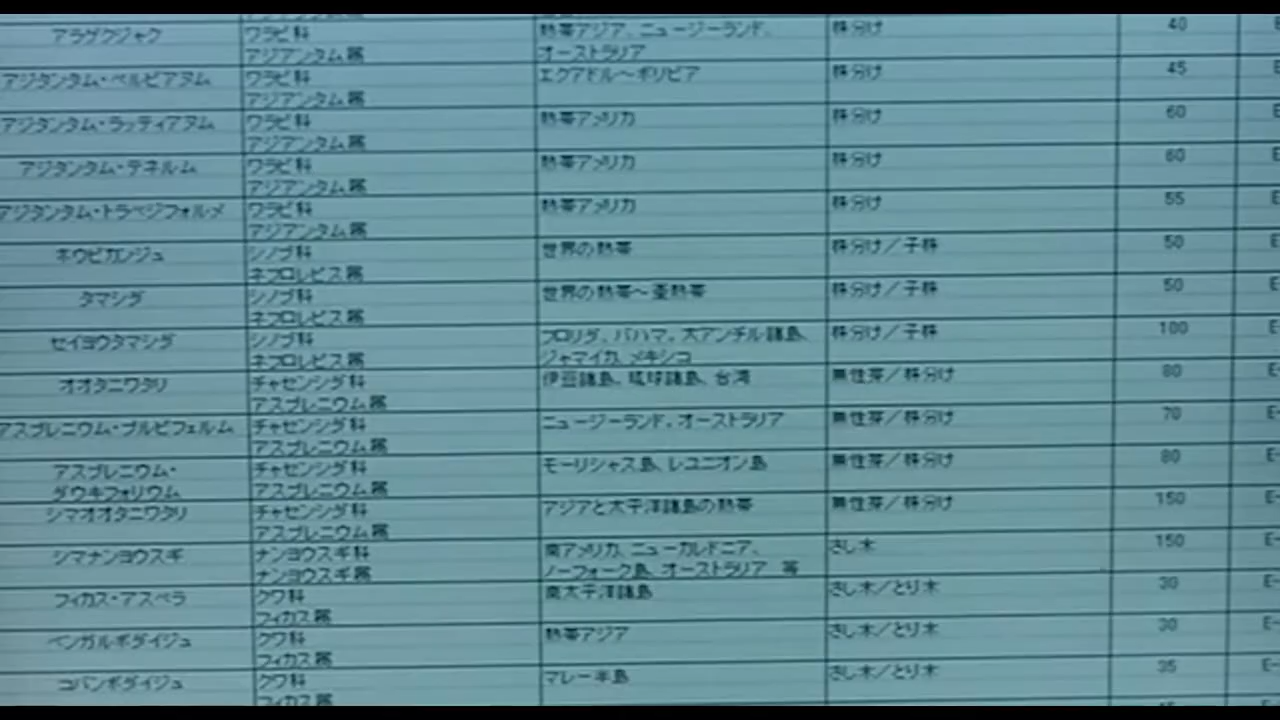 アラゲクジャク ワラビ科 熱帯アジア、ニュージーランド、 株分け 40
アジアンタム属 オーストラリア
アジタンタム・ペルビアヌム ワラビ科 エクアドル～ボリビア 株分け 45
アジアンタム属
アジタンタム・ラッディアヌム ワラビ科 熱帯アメリカ 株分け 60
アジアンタム属
アジタンタム・テネルム ワラビ科 熱帯アメリカ 株分け 60
アジアンタム属
アジタンタム・トラペジフォルメ ワラビ科 熱帯アメリカ 株分け 55
アジアンタム属
ホウビカンジュ シノブ科 世界の熱帯 株分け／子株 50
ネフロレピス属
タマシダ シノブ科 世界の熱帯～亜熱帯 株分け／子株 50
ネフロレピス属
セイヨウタマシダ シノブ科 フロリダ、バハマ、大アンチル諸島、 株分け／子株 100
ネフロレピス属 ジャマイカ、メキシコ
オオタニワタリ チャセンシダ科 伊豆諸島、琉球諸島、台湾 無性芽／株分け 80
アスプレニウム属
アスプレニウム・ブルビフェルム チャセンシダ科 ニュージーランド、オーストラリア 無性芽／株分け 70
アスプレニウム属
アスプレニウム・ チャセンシダ科 モーリシャス島、レユニオン島 無性芽／株分け 80
ダウキフォリウム アスプレニウム属
シマオオタニワタリ チャセンシダ科 アジアと太平洋諸島の熱帯 無性芽／株分け 150
アスプレニウム属
シマナンヨウスギ ナンヨウスギ科 南アメリカ、ニューカレドニア、 さし木 150
ナンヨウスギ属 ノーフォーク島、オーストラリア 等
フィカス・アスペラ クワ科 南太平洋諸島 さし木／とり木 30
フィカス属
ベンガルボダイジュ クワ科 熱帯アジア さし木／とり木 30
フィカス属
コバンボダイジュ クワ科 マレー半島 さし木／とり木 35
フィカス属